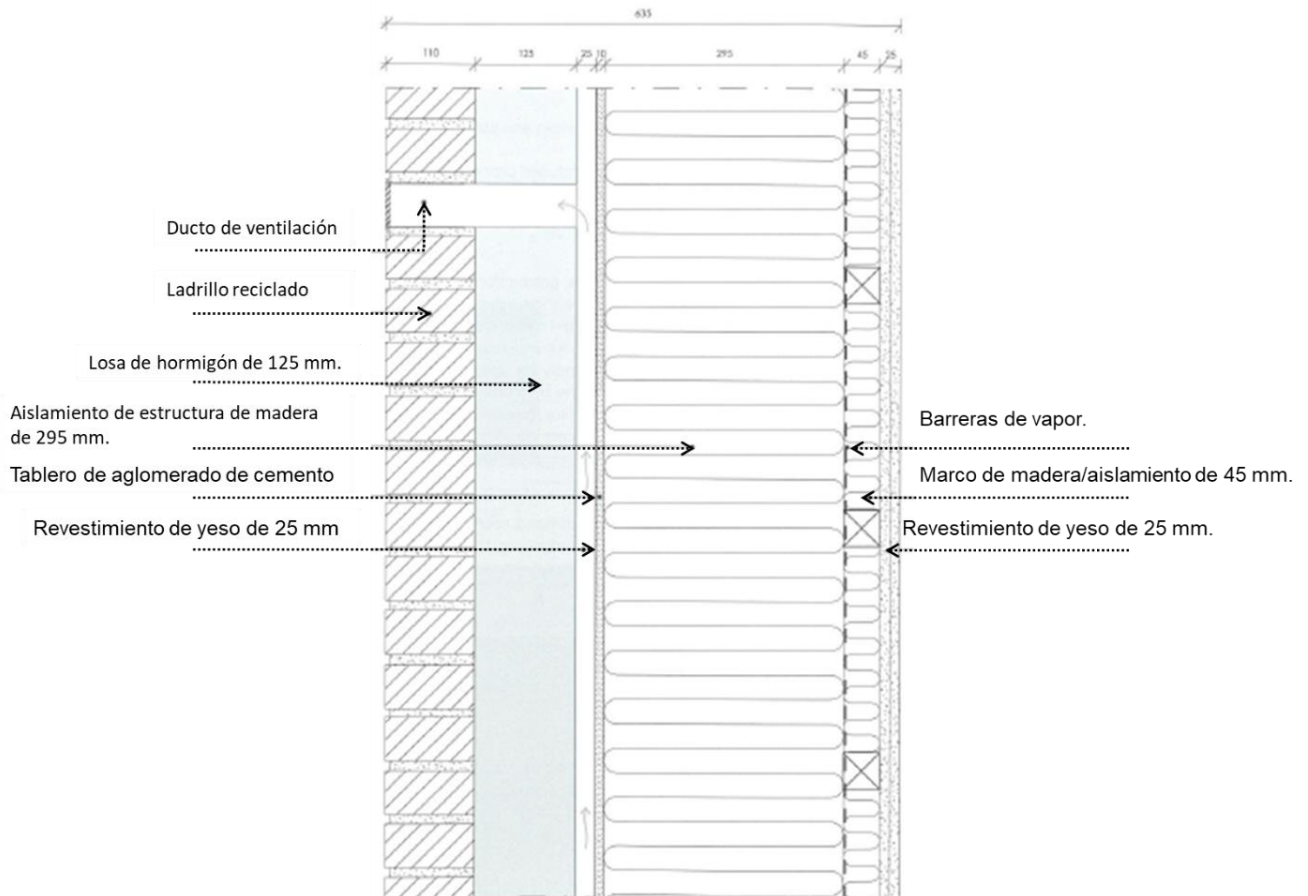 635
110 125 25 10 295 45 25
Ducto de ventilación
Ladrillo reciclado
Losa de hormigón de 125 mm.
Aislamiento de estructura de madera
de 295 mm.
Tablero de aglomerado de cemento
Revestimiento de yeso de 25 mm
Barreras de vapor.
Marco de madera/aislamiento de 45 mm.
Revestimiento de yeso de 25 mm.